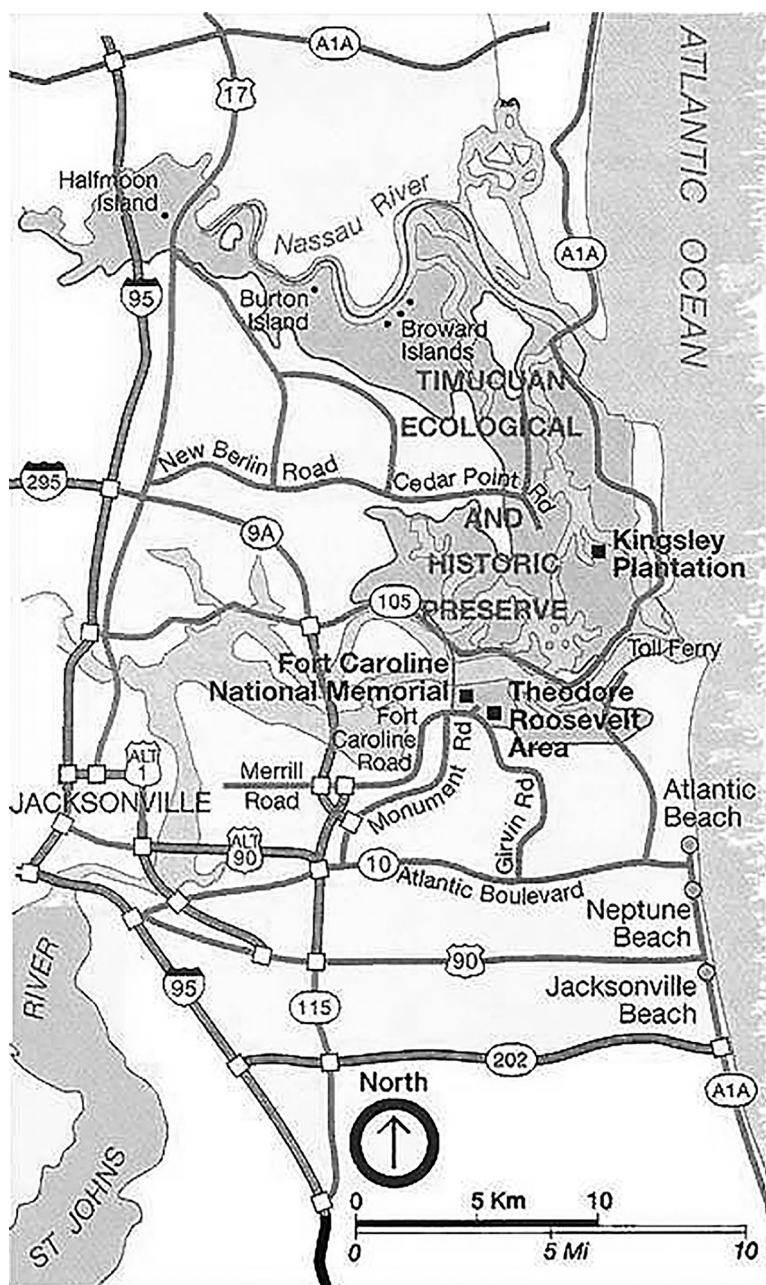 A1A
17
ATLANTIC OCEAN
Halfmoon
Island
Nassau River
A1A
95
Burton
Island
Broward
Islands
TIMUQUAN
ECOLOGICAL
New Berlin Road
Cedar Point Rd
295
9A
AND
HISTORIC
PRESERVE
Kingsley
Plantation
105
Toll Ferry
Fort Caroline
National Memorial
Theodore
Roosevelt
Area
Fort
Caroline
Road
Merrill
Road
Monument Rd
Girwin Rd
ALT
1
JACKSONVILLE
Atlantic
Beach
ALT
90
10
Atlantic Boulevard
Neptune
Beach
90
95
115
Jacksonville
Beach
202
A1A
RIVER
ST JOHNS
North
0 5 Km 10
0 5 Mi 10